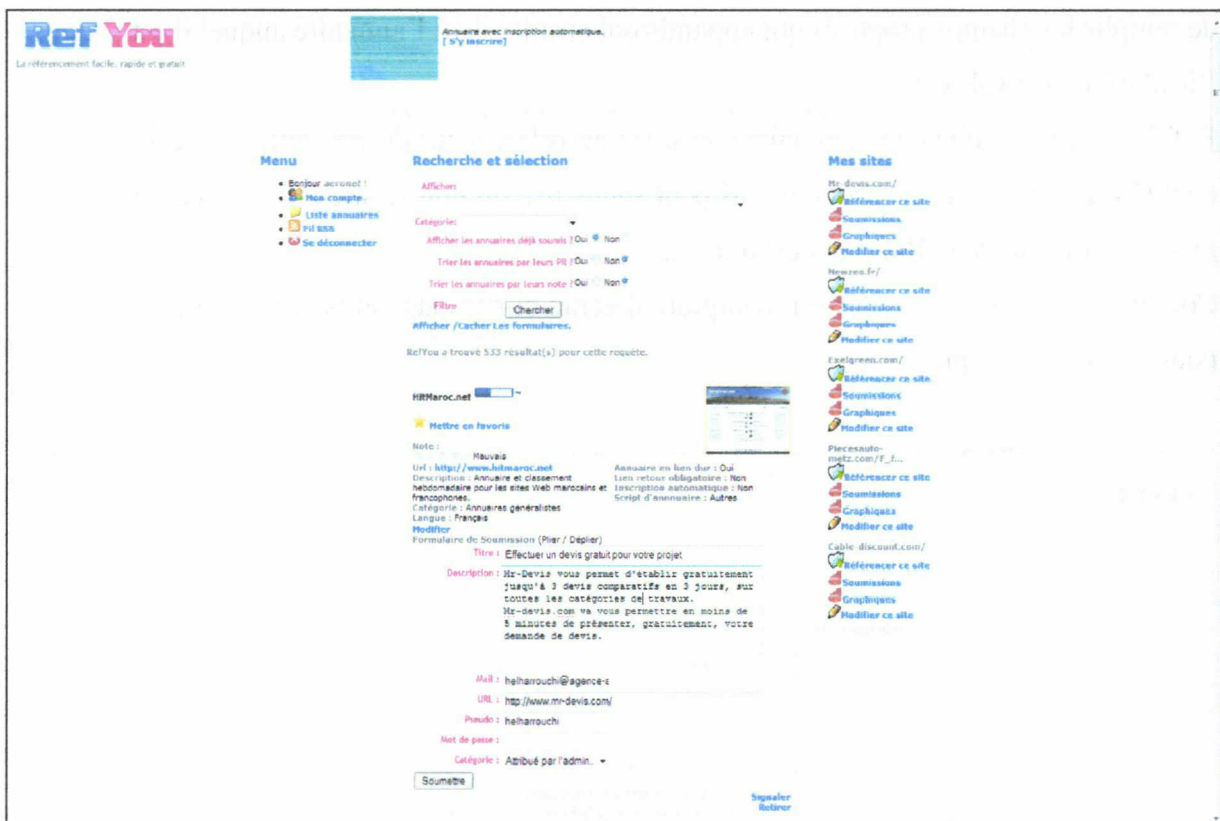 Ref You
La référencement facile, rapide et gratuit
Annuaire avec inscription automatique.
[ S'y inscrire]
Menu
Bonjour aeronet !
Mon compte.
Liste annuaires
Fil RSS
Se déconnecter
Recherche et sélection
Afficher:
Catégorie:
Afficher les annuaires déjà soumis ? Oui Non
Trier les annuaires par leurs PR ? Oui Non
Trier les annuaires par leurs note ? Oui Non
Filtre
Chercher
Afficher /Cacher Les formulaires.
RefYou a trouvé 533 résultat(s) pour cette requête.
HitMaroc.net
Mettre en favoris
Note :
Mauvais
Url : http://www.hitmaroc.net
Description : Annuaire et classement
hebdomadaire pour les sites Web marocains et
francophones.
Catégorie : Annuaires généralistes
Langue : Français
Modifier
Annuaire en lien dur : Oui
Lien retour obligatoire : Non
Inscription automatique : Non
Script d'annnuaire : Autres
Formulaire de Soumission (Plier / Déplier)
Titre : Effectuer un devis gratuit pour votre projet
Description : Mr-Devis vous permet d'établir gratuitement
jusqu'à 3 devis comparatifs en 3 jours, sur
toutes les catégories de travaux.
Mr-devis.com va vous permettre en moins de
5 minutes de présenter, gratuitement, votre
demande de devis.
Mail : helharrouchi@agence-s
URL : http://www.mr-devis.com/
Pseudo : helharrouchi
Mot de passe :
Catégorie : Attribué par l'admin..
Soumettre
Signaler
Retirer
Mes sites
Mr-devis.com/
Référencer ce site
Soumissions
Graphiques
Modifier ce site
Newzeo.fr/
Référencer ce site
Soumissions
Graphiques
Modifier ce site
Exelgreen.com/
Référencer ce site
Soumissions
Graphiques
Modifier ce site
Piecesauto-
metz.com/F_f...
Référencer ce site
Soumissions
Graphiques
Modifier ce site
Cable-discount.com/
Référencer ce site
Soumissions
Graphiques
Modifier ce site